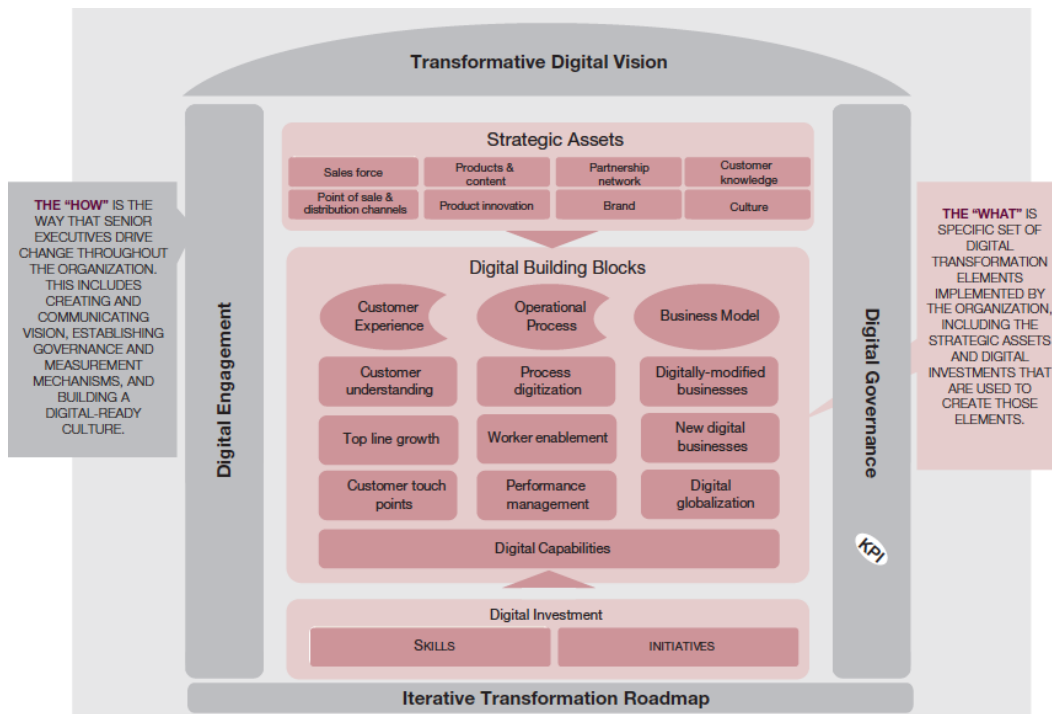 Transformative Digital Vision
Strategic Assets
Sales force
Products &
content
Partnership
network
Customer
knowledge
Point of sale &
distribution channels
Product innovation
Brand
Culture
THE “HOW” IS THE
WAY THAT SENIOR
EXECUTIVES DRIVE
CHANGE THROUGHOUT
THE ORGANIZATION.
THIS INCLUDES
CREATING AND
COMMUNICATING
VISION, ESTABLISHING
GOVERNANCE AND
MEASUREMENT
MECHANISMS, AND
BUILDING A
DIGITAL-READY
CULTURE.
Digital Engagement
Digital Building Blocks
Customer
Experience
Operational
Process
Business Model
Customer
understanding
Process
digitization
Digitally-modified
businesses
Top line growth
Worker enablement
New digital
businesses
Customer touch
points
Performance
management
Digital
globalization
Digital Capabilities
Digital Investment
SKILLS
INITIATIVES
Digital Governance
KPI
THE “WHAT” IS
SPECIFIC SET OF
DIGITAL
TRANSFORMATION
ELEMENTS
IMPLEMENTED BY
THE ORGANIZATION,
INCLUDING THE
STRATEGIC ASSETS
AND DIGITAL
INVESTMENTS THAT
ARE USED TO
CREATE THOSE
ELEMENTS.
Iterative Transformation Roadmap